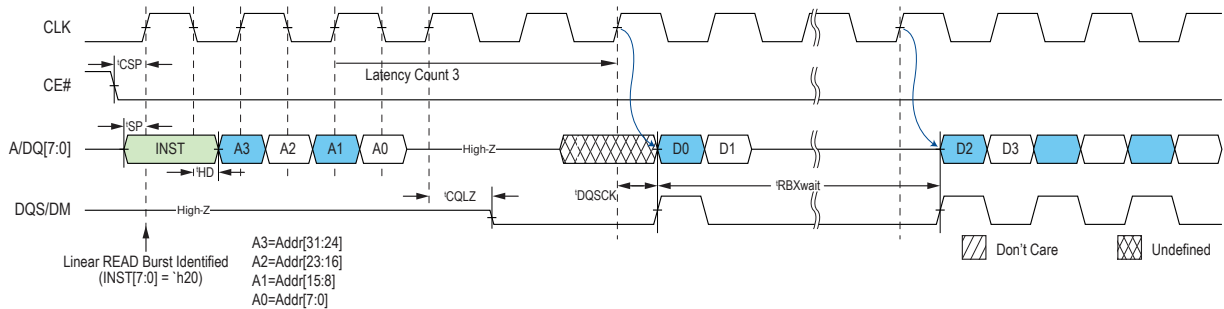 CLK
tCSP
Latency Count 3
CE#
tSP
A/DQ[7:0]
INST
A3
A2
A1
A0
High-Z
D0
D1
D2
D3
tHD
tCQLZ
tDQSCK
tRBXwait
DQS/DM
High-Z
Linear READ Burst Identified
(INST[7:0] = `h20)
A3=Addr[31:24]
A2=Addr[23:16]
A1=Addr[15:8]
A0=Addr[7:0]
Don't Care
Undefined